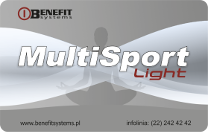 BENEFIT
systems
MultiSport
Light
www.benefitsystems.pl
infolinia: (22) 242 42 42